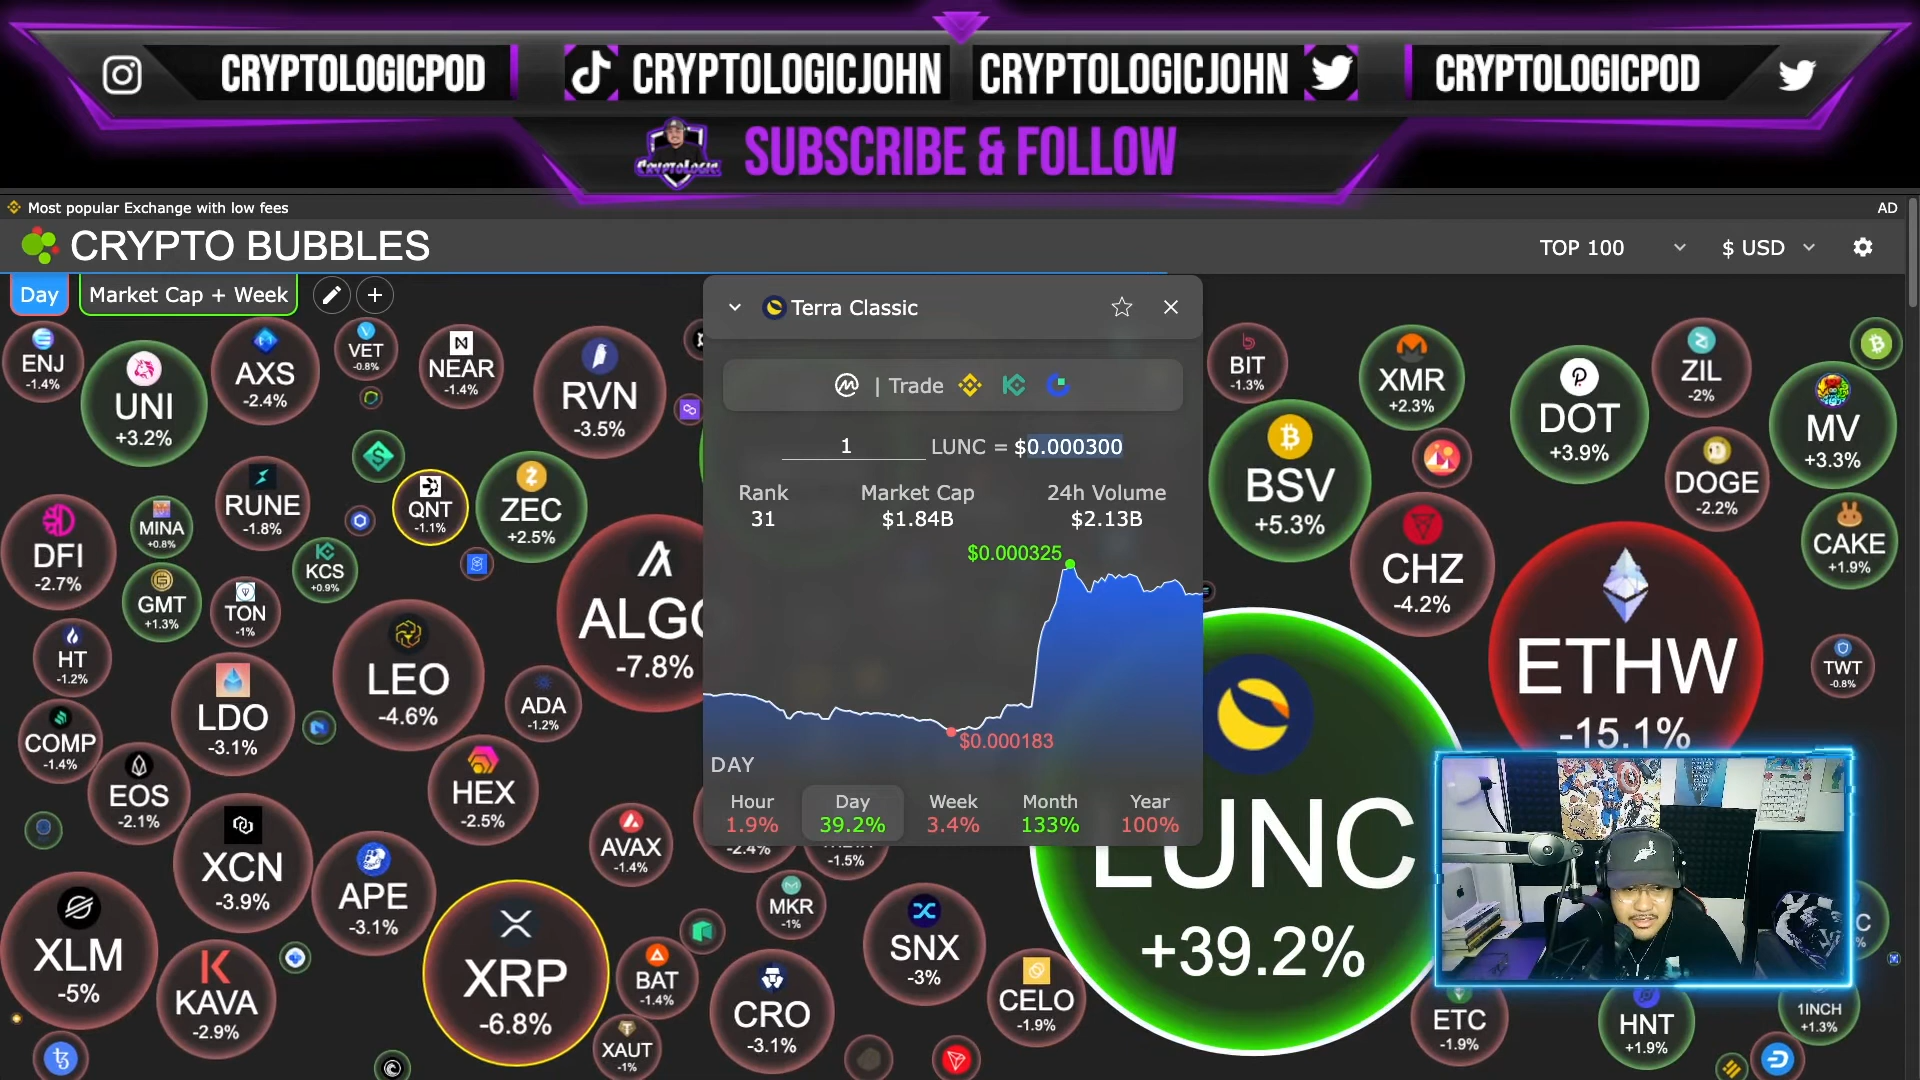 CRYPTOLOGICPOD
CRYPTOLOGICJOHN
CRYPTOLOGICJOHN
CRYPTOLOGICPOD
CRYPTOLOGIC
SUBSCRIBE & FOLLOW
Most popular Exchange with low fees
AD
CRYPTO BUBBLES
TOP 100
$ USD
Day
Market Cap + Week
Terra Classic
| Trade
1 LUNC = $0.000300
Rank
Market Cap
24h Volume
31
$1.84B
$2.13B
$0.000325
$0.000183
DAY
Hour
Day
Week
Month
Year
1.9%
39.2%
3.4%
133%
100%
ENJ
-1.4%
UNI
+3.2%
AXS
-2.4%
VET
-0.8%
NEAR
-1.4%
RVN
-3.5%
BIT
-1.3%
XMR
+2.3%
DOT
+3.9%
ZIL
-2%
MV
+3.3%
DFI
-2.7%
MINA
+0.8%
RUNE
-1.8%
QNT
-1.1%
ZEC
+2.5%
BSV
+5.3%
DOGE
-2.2%
CAKE
+1.9%
GMT
+1.3%
KCS
+0.9%
TON
-1%
ALGO
-7.8%
CHZ
-4.2%
ETHW
-15.1%
TWT
-0.8%
HT
-1.2%
LDO
-3.1%
LEO
-4.6%
ADA
-1.2%
COMP
-1.4%
EOS
-2.1%
HEX
-2.5%
AVAX
-1.4%
-2.4%
-1.5%
LUNC
+39.2%
XCN
-3.9%
APE
-3.1%
XLM
-5%
KAVA
-2.9%
XRP
-6.8%
BAT
-1.4%
MKR
-1%
SNX
-3%
CRO
-3.1%
CELO
-1.9%
XAUT
-1%
ETC
-1.9%
HNT
+1.9%
1INCH
+1.3%
C
%